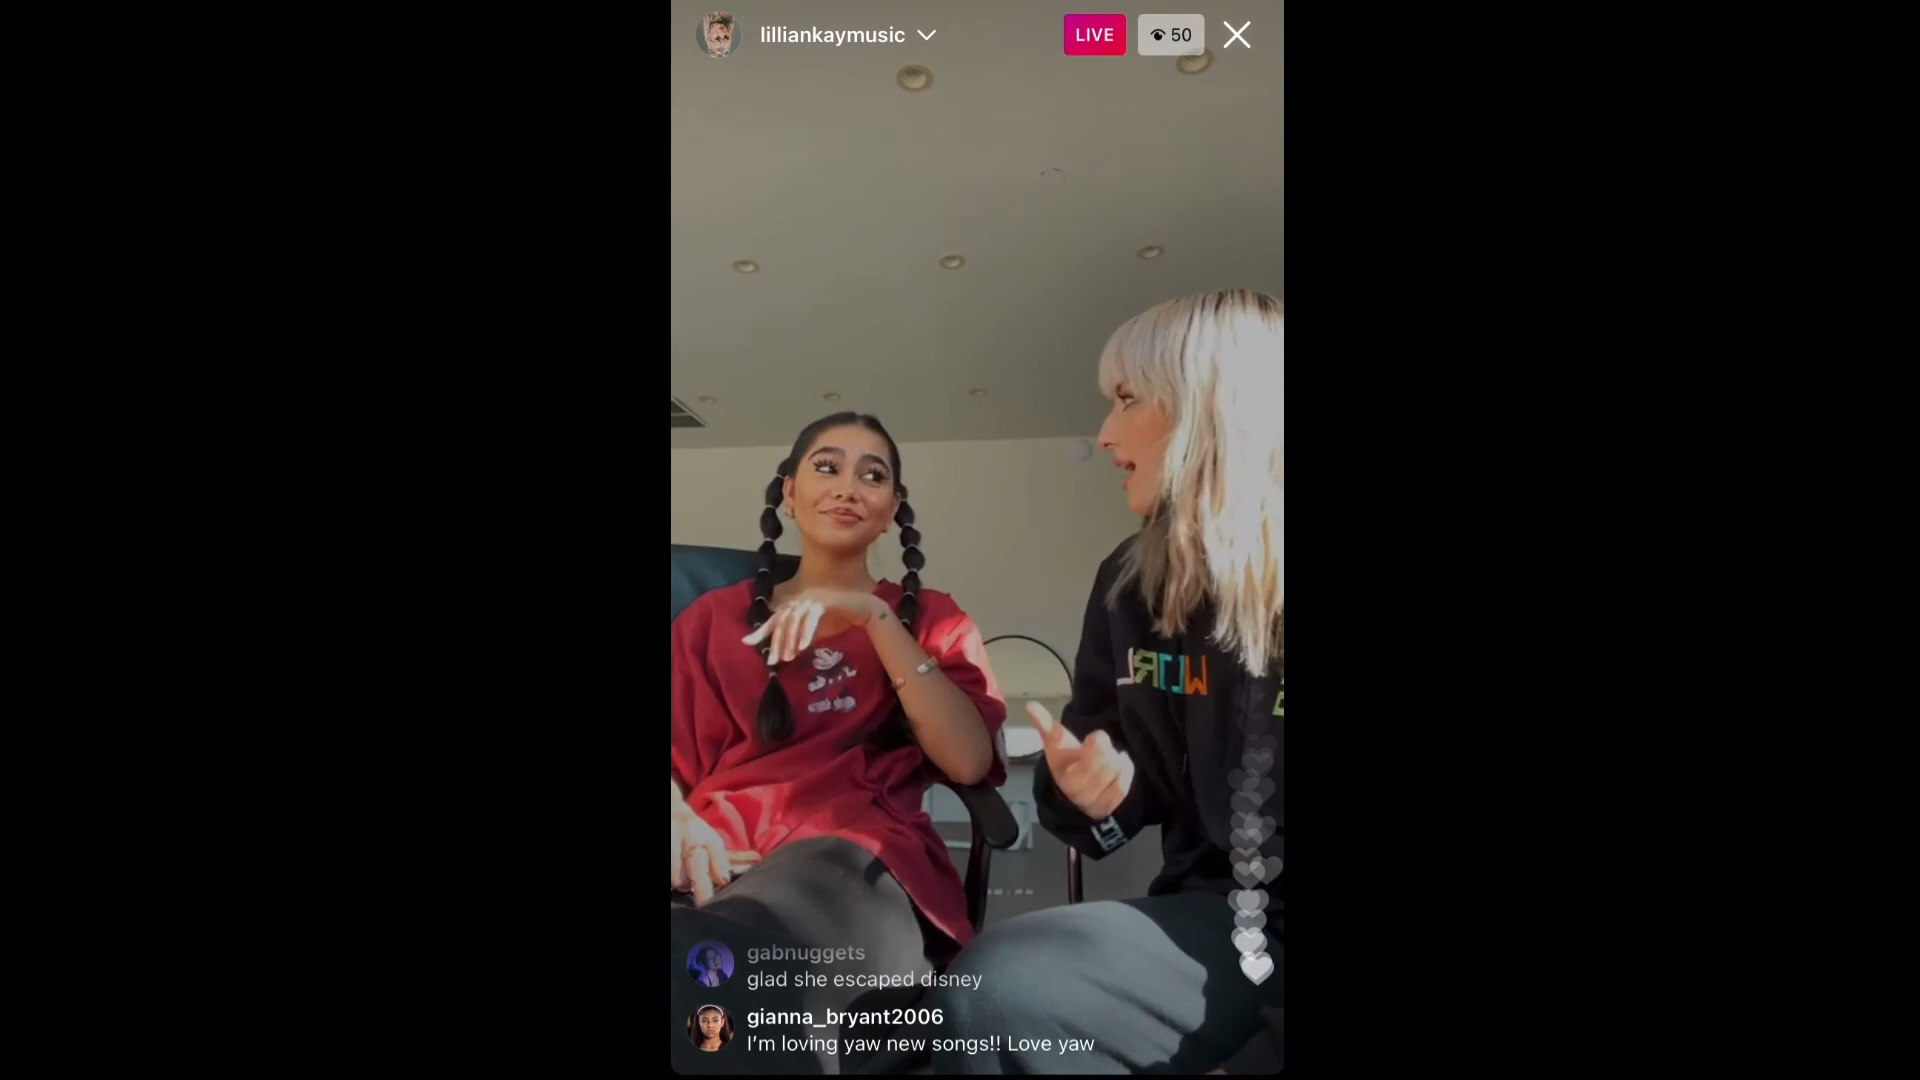 lilliankaymusic
LIVE
50
gabnuggets
glad she escaped disney
gianna_bryant2006
I'm loving yaw new songs!! Love yaw